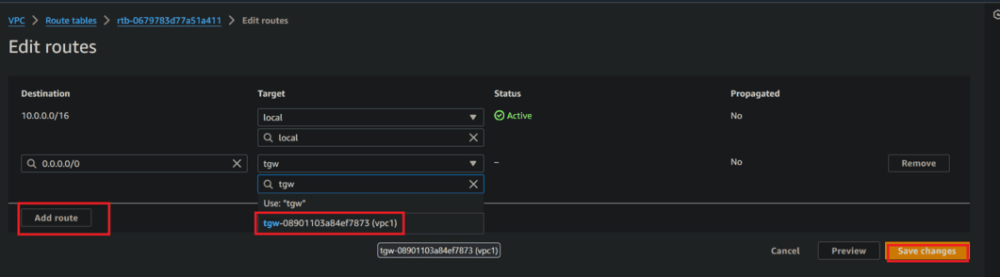 VPC > Route tables > rtb-0679783d77a51a411 > Edit routes
Edit routes
Destination Target Status Propagated
10.0.0.0/16 local Active No
local
0.0.0.0/0 tgw – No Remove
tgw
Use: "tgw"
Add route tgw-08901103a84ef7873 (vpc1)
tgw-08901103a84ef7873 (vpc1) Cancel Preview Save changes